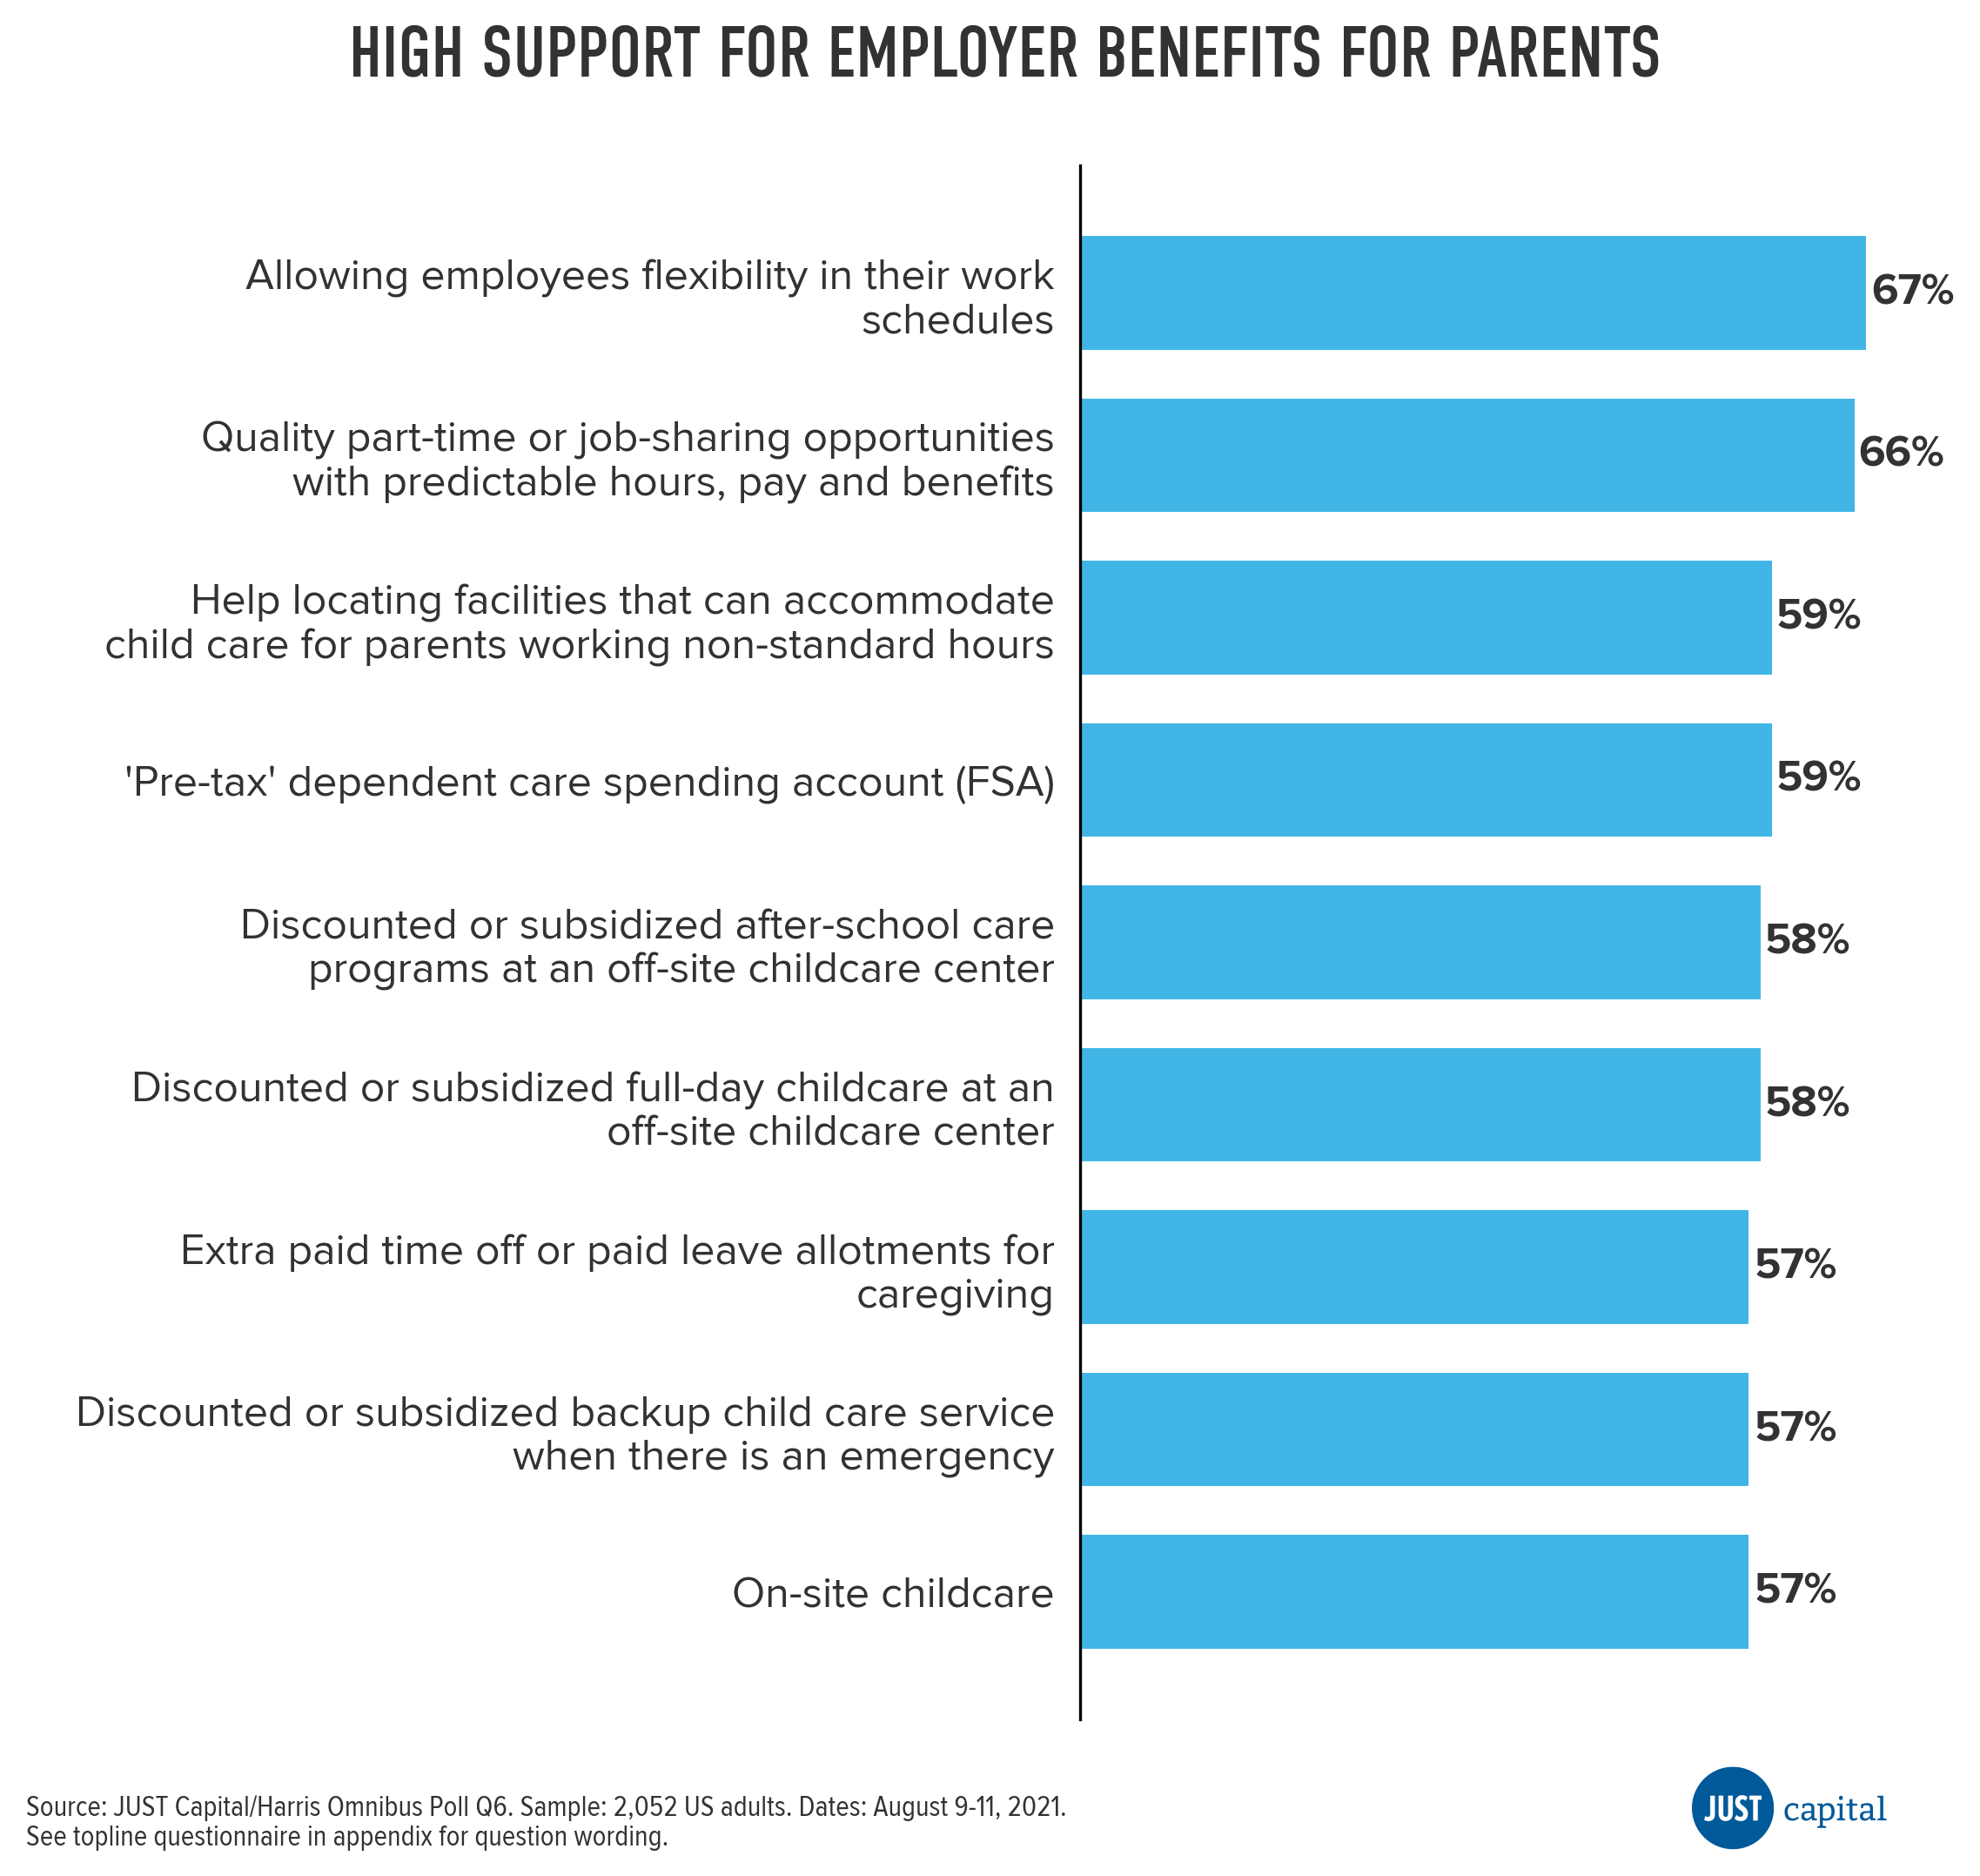 HIGH SUPPORT FOR EMPLOYER BENEFITS FOR PARENTS
Allowing employees flexibility in their work
schedules
67%
Quality part-time or job-sharing opportunities
with predictable hours, pay and benefits
66%
Help locating facilities that can accommodate
child care for parents working non-standard hours
59%
'Pre-tax' dependent care spending account (FSA)
59%
Discounted or subsidized after-school care
programs at an off-site childcare center
58%
Discounted or subsidized full-day childcare at an
off-site childcare center
58%
Extra paid time off or paid leave allotments for
caregiving
57%
Discounted or subsidized backup child care service
when there is an emergency
57%
On-site childcare
57%
Source: JUST Capital/Harris Omnibus Poll Q6. Sample: 2,052 US adults. Dates: August 9-11, 2021.
See topline questionnaire in appendix for question wording.
JUST capital